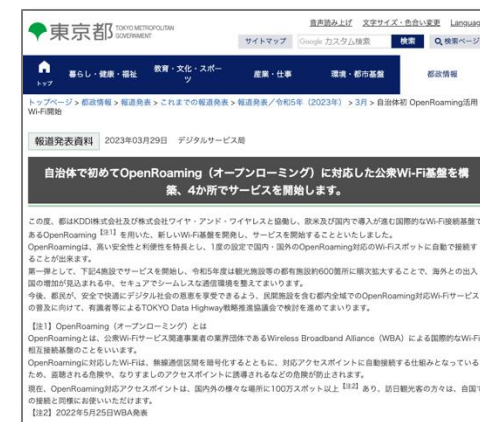 東京都 TOKYO METROPOLITAN GOVERNMENT
音声読み上げ 文字サイズ・色合い変更 Languag
サイトマップ Google カスタム検索 検索 検索ページ
トップ 暮らし・健康・福祉 教育・文化・スポーツ 産業・仕事 環境・都市基盤 都政情報
トップページ > 都政情報 > 報道発表 > これまでの報道発表 > 報道発表／令和5年（2023年） > 3月 > 自治体初 OpenRoaming活用
Wi-Fi開始
報道発表資料 2023年03月29日 デジタルサービス局
自治体で初めてOpenRoaming（オープンローミング）に対応した公衆Wi-Fi基盤を構
築、4か所でサービスを開始します。
この度、都はKDDI株式会社及び株式会社ワイヤ・アンド・ワイヤレスと協働し、欧米及び国内で導入が進む国際的なWi-Fi接続基盤で
あるOpenRoaming【注1】を用いた、新しいWi-Fi基盤を開発し、サービスを開始することといたしました。
OpenRoamingは、高い安全性と利便性を特長とし、1度の設定で国内・国外のOpenRoaming対応のWi-Fiスポットに自動で接続す
ることが出来ます。
第一弾として、下記4施設でサービスを開始し、令和5年度は観光施設等の都有施設約600箇所に順次拡大することで、海外との出入
国の増加が見込まれる中、セキュアでシームレスな通信環境を整えてまいります。
今後、都民が、安全で快適にデジタル社会の恩恵を享受できるよう、民間施設を含む都内全域でのOpenRoaming対応Wi-Fiサービス
の普及に向けて、有識者等によるTOKYO Data Highway戦略推進協議会で検討を進めてまいります。
【注1】OpenRoaming（オープンローミング）とは
OpenRoamingとは、公衆Wi-Fiサービス関連事業者の業界団体であるWireless Broadband Alliance（WBA）による国際的なWi-Fi
相互接続基盤のことをいいます。
OpenRoamingに対応したWi-Fiは、無線通信区間を暗号化するとともに、対応アクセスポイントに自動接続する仕組みとなっている
ため、盗聴される危険や、なりすましのアクセスポイントに誘導されるなどの危険が防止されます。
現在、OpenRoaming対応アクセスポイントは、国内外の様々な場所に100万スポット以上【注2】あり、訪日観光客の方々は、自国で
の接続と同様にお使いいただけます。
【注2】2022年5月25日WBA発表